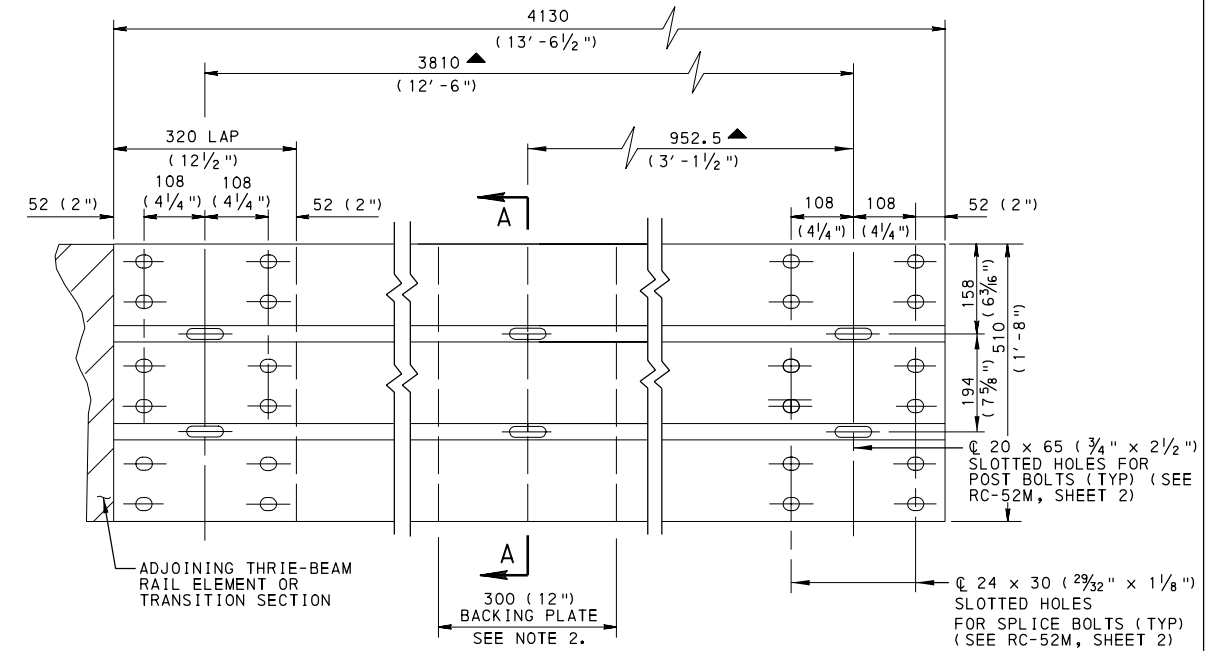 4130
(13'-6½")
3810 ▲
(12'-6")
320 LAP
(12½")
952.5 ▲
(3'-1½")
108
(4¼")
108
(4¼")
52 (2")
52 (2")
A
108
(4¼")
108
(4¼")
52 (2")
158
(6 3⁄16")
510
(1'-8")
194
(7⅝")
℄ 20 x 65 (¾" x 2½")
SLOTTED HOLES FOR
POST BOLTS (TYP) (SEE
RC-52M, SHEET 2)
A
ADJOINING THRIE-BEAM
RAIL ELEMENT OR
TRANSITION SECTION
300 (12")
BACKING PLATE
SEE NOTE 2.
℄ 24 x 30 (29⁄32" x 1⅛")
SLOTTED HOLES
FOR SPLICE BOLTS (TYP)
(SEE RC-52M, SHEET 2)